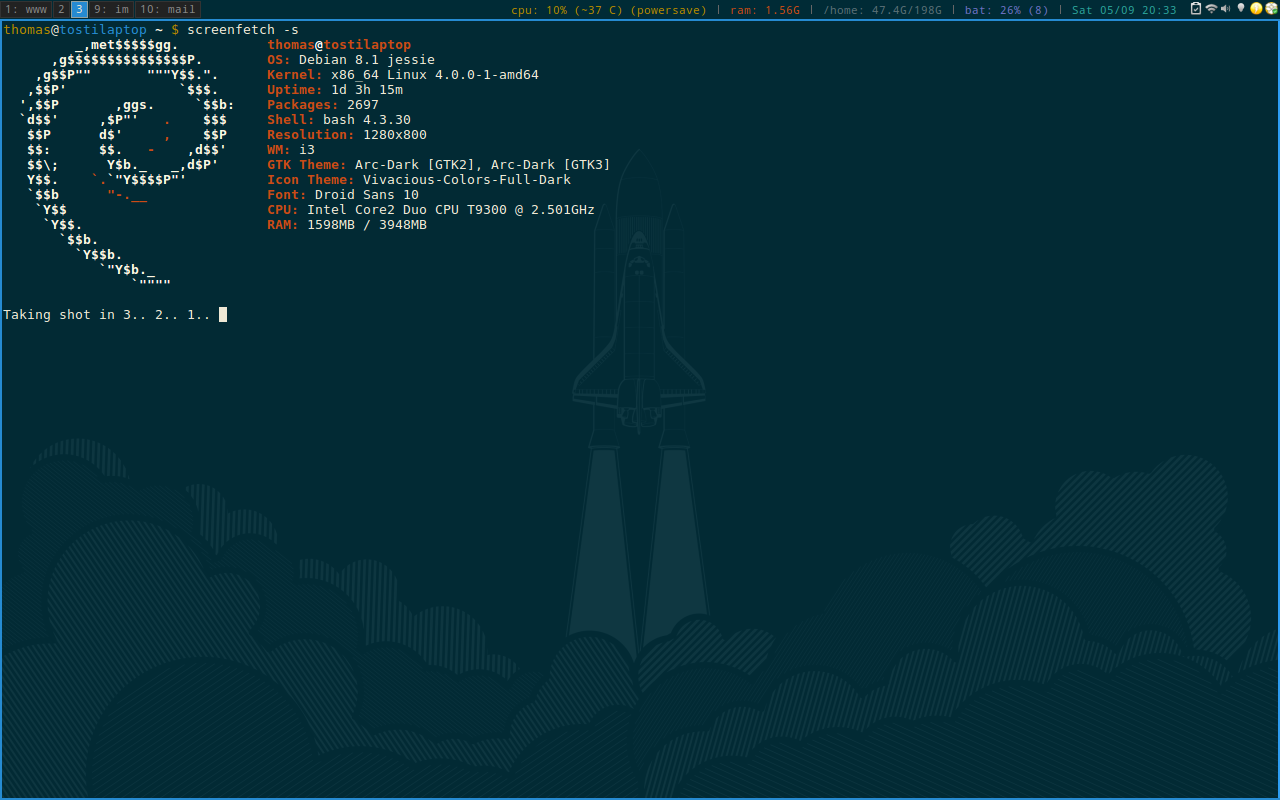 1: www 2 3 9: im 10: mail cpu: 10% (~37 C) (powersave) | ram: 1.56G | /home: 47.4G/198G | bat: 26% (8) | Sat 05/09 20:33
thomas@tostilaptop ~ $ screenfetch -s
_,met$$$$$gg. thomas@tostilaptop
,g$$$$$$$$$$$$$$$P. OS: Debian 8.1 jessie
,g$$P"" """Y$$.". Kernel: x86_64 Linux 4.0.0-1-amd64
,$$P' `$$$. Uptime: 1d 3h 15m
',$$P ,ggs. `$$b: Packages: 2697
`d$$' ,$P"' . $$$ Shell: bash 4.3.30
$$P d$' , $$P Resolution: 1280x800
$$: $$. - ,d$$' WM: i3
$$\; Y$b._ _,d$P' GTK Theme: Arc-Dark [GTK2], Arc-Dark [GTK3]
Y$$. `.`"Y$$$$P"' Icon Theme: Vivacious-Colors-Full-Dark
`$$b "-.__ Font: Droid Sans 10
`Y$$ CPU: Intel Core2 Duo CPU T9300 @ 2.501GHz
`Y$$. RAM: 1598MB / 3948MB
`$$b.
`Y$$b.
`"Y$b._
`""""
Taking shot in 3.. 2.. 1..